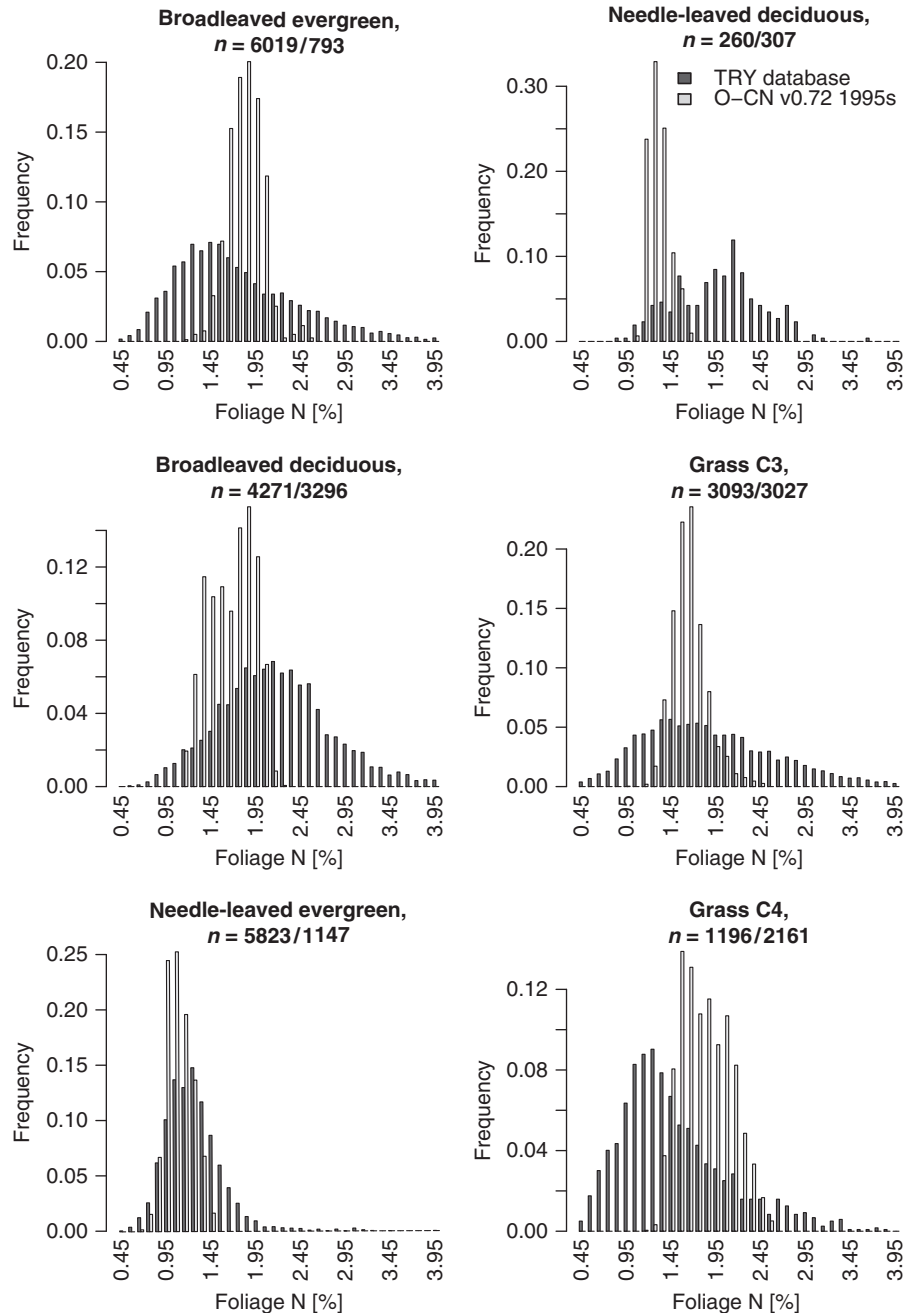 Broadleaved evergreen,
n = 6019/793
Frequency
0.20
0.15
0.10
0.05
0.00
0.45
0.95
1.45
1.95
2.45
2.95
3.45
3.95
Foliage N [%]
Needle-leaved deciduous,
n = 260/307
TRY database
O–CN v0.72 1995s
Frequency
0.30
0.20
0.10
0.00
0.45
0.95
1.45
1.95
2.45
2.95
3.45
3.95
Foliage N [%]
Broadleaved deciduous,
n = 4271/3296
Frequency
0.12
0.08
0.04
0.00
0.45
0.95
1.45
1.95
2.45
2.95
3.45
3.95
Foliage N [%]
Grass C3,
n = 3093/3027
Frequency
0.20
0.15
0.10
0.05
0.00
0.45
0.95
1.45
1.95
2.45
2.95
3.45
3.95
Foliage N [%]
Needle-leaved evergreen,
n = 5823/1147
Frequency
0.25
0.20
0.15
0.10
0.05
0.00
0.45
0.95
1.45
1.95
2.45
2.95
3.45
3.95
Foliage N [%]
Grass C4,
n = 1196/2161
Frequency
0.12
0.08
0.04
0.00
0.45
0.95
1.45
1.95
2.45
2.95
3.45
3.95
Foliage N [%]